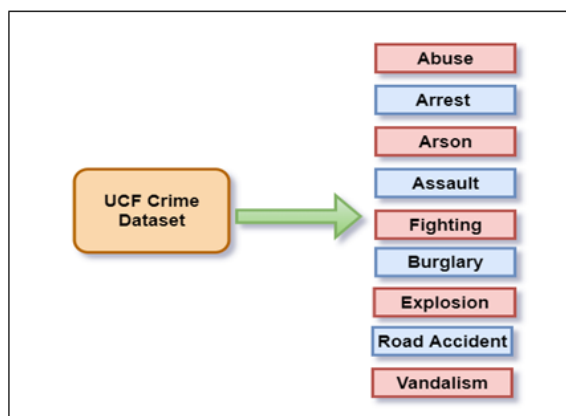 UCF Crime
Dataset
Abuse
Arrest
Arson
Assault
Fighting
Burglary
Explosion
Road Accident
Vandalism